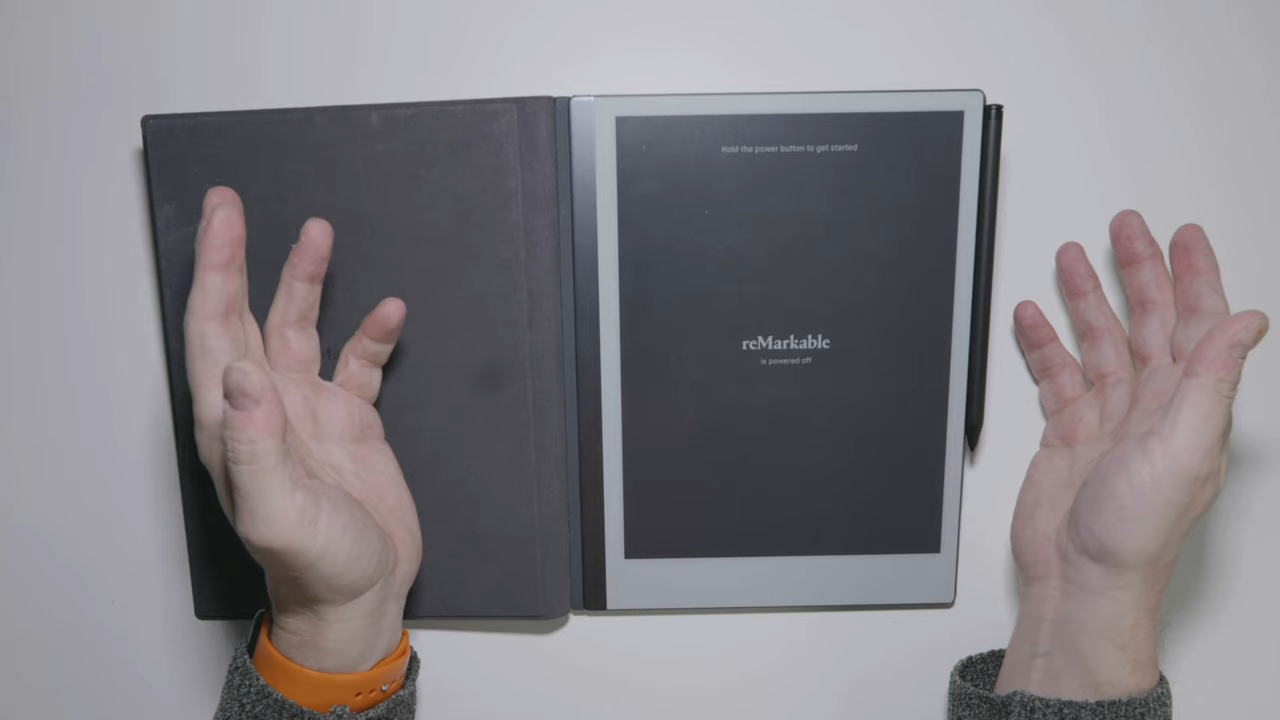 Hold the power button to get started
reMarkable
is powered off